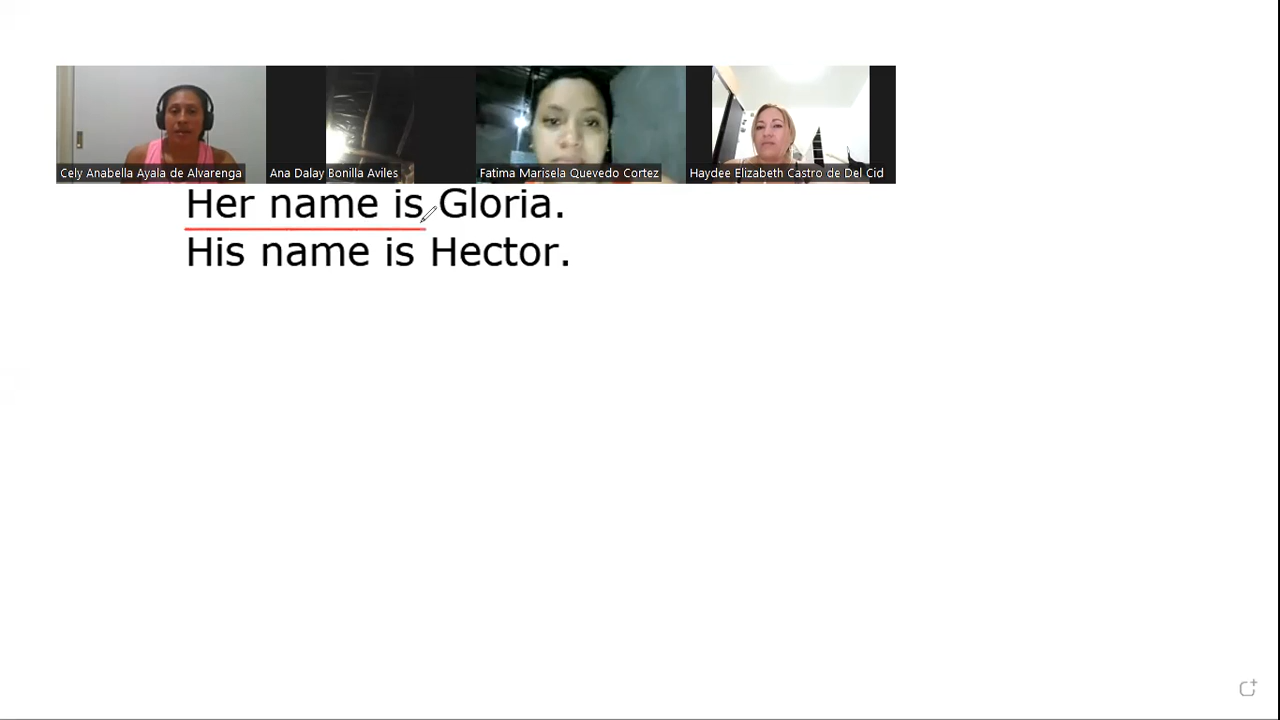 Cely Anabella Ayala de Alvarenga
Ana Dalay Bonilla Aviles
Fatima Marisela Quevedo Cortez
Haydee Elizabeth Castro de Del Cid
Her name is Gloria.
His name is Hector.